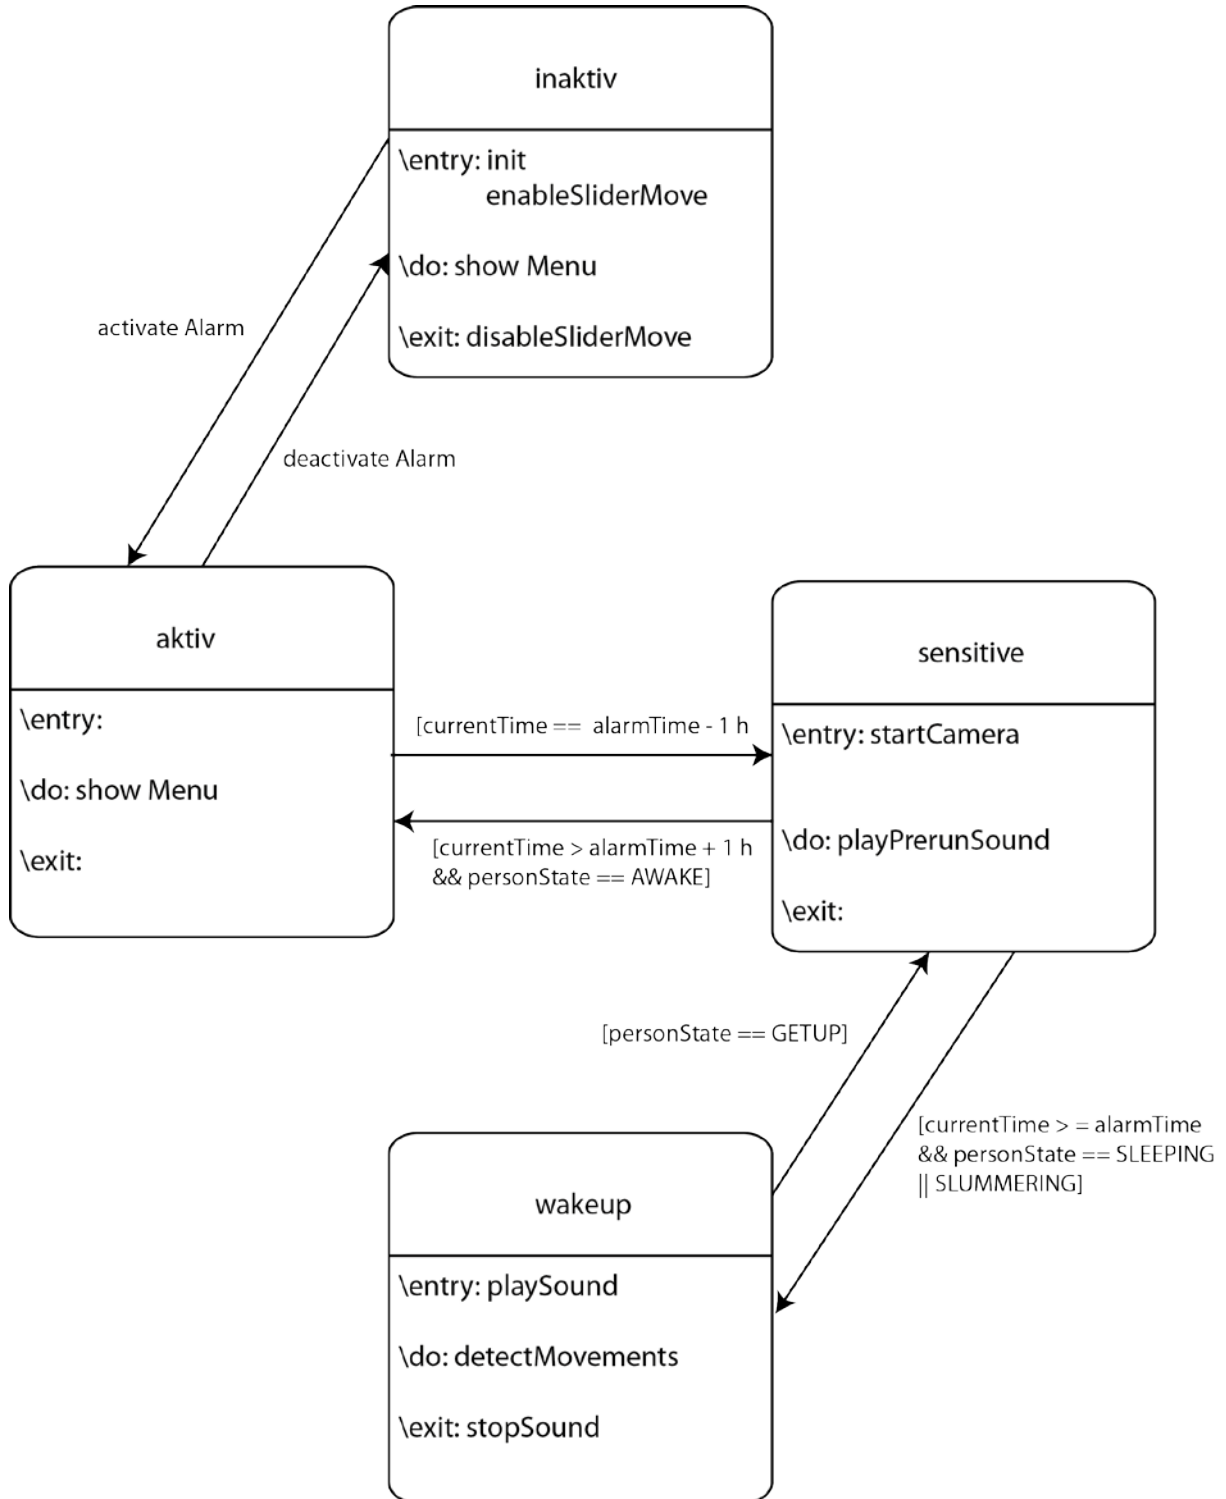 inaktiv
\entry: init
enableSliderMove
\do: show Menu
\exit: disableSliderMove
activate Alarm
deactivate Alarm
aktiv
\entry:
\do: show Menu
\exit:
[currentTime ==  alarmTime - 1 h
[currentTime > alarmTime + 1 h
&& personState == AWAKE]
sensitive
\entry: startCamera
\do: playPrerunSound
\exit:
[personState == GETUP]
[currentTime > = alarmTime
&& personState == SLEEPING
|| SLUMMERING]
wakeup
\entry: playSound
\do: detectMovements
\exit: stopSound